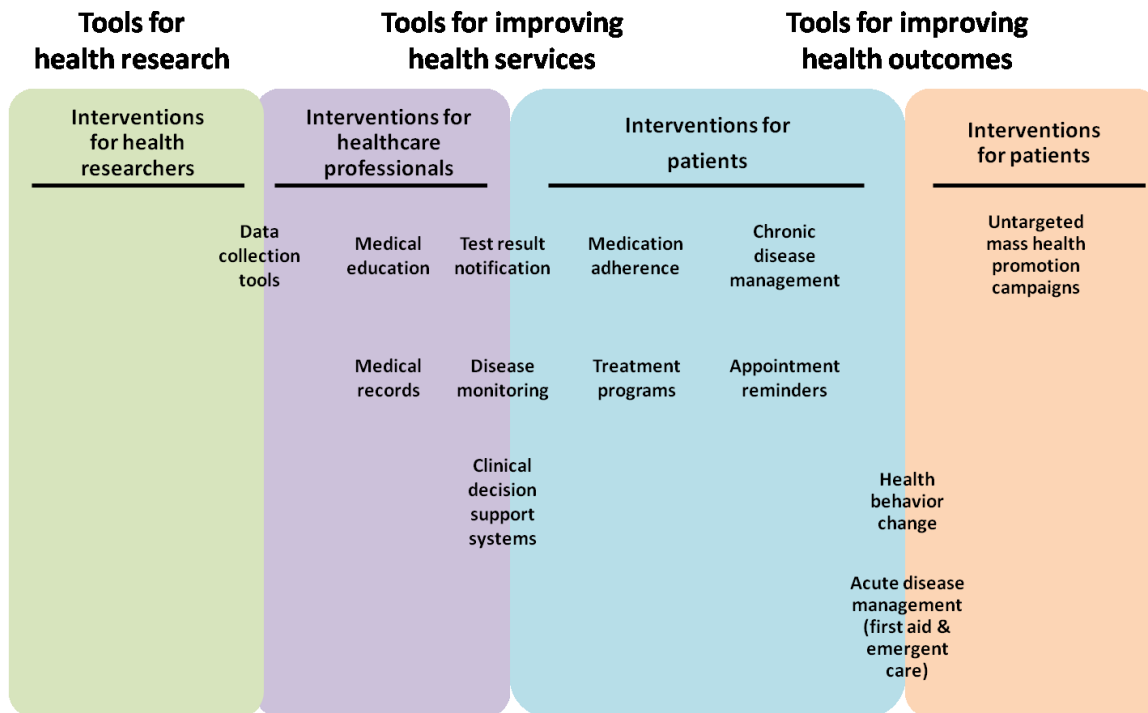 Tools for
health research
Tools for improving
health services
Tools for improving
health outcomes
Interventions
for health
researchers
Interventions for
healthcare
professionals
Interventions for
patients
Interventions
for patients
Data
collection
tools
Medical
education
Test result
notification
Medication
adherence
Chronic
disease
management
Untargeted
mass health
promotion
campaigns
Medical
records
Disease
monitoring
Treatment
programs
Appointment
reminders
Clinical
decision
support
systems
Health
behavior
change
Acute disease
management
(first aid &
emergent
care)